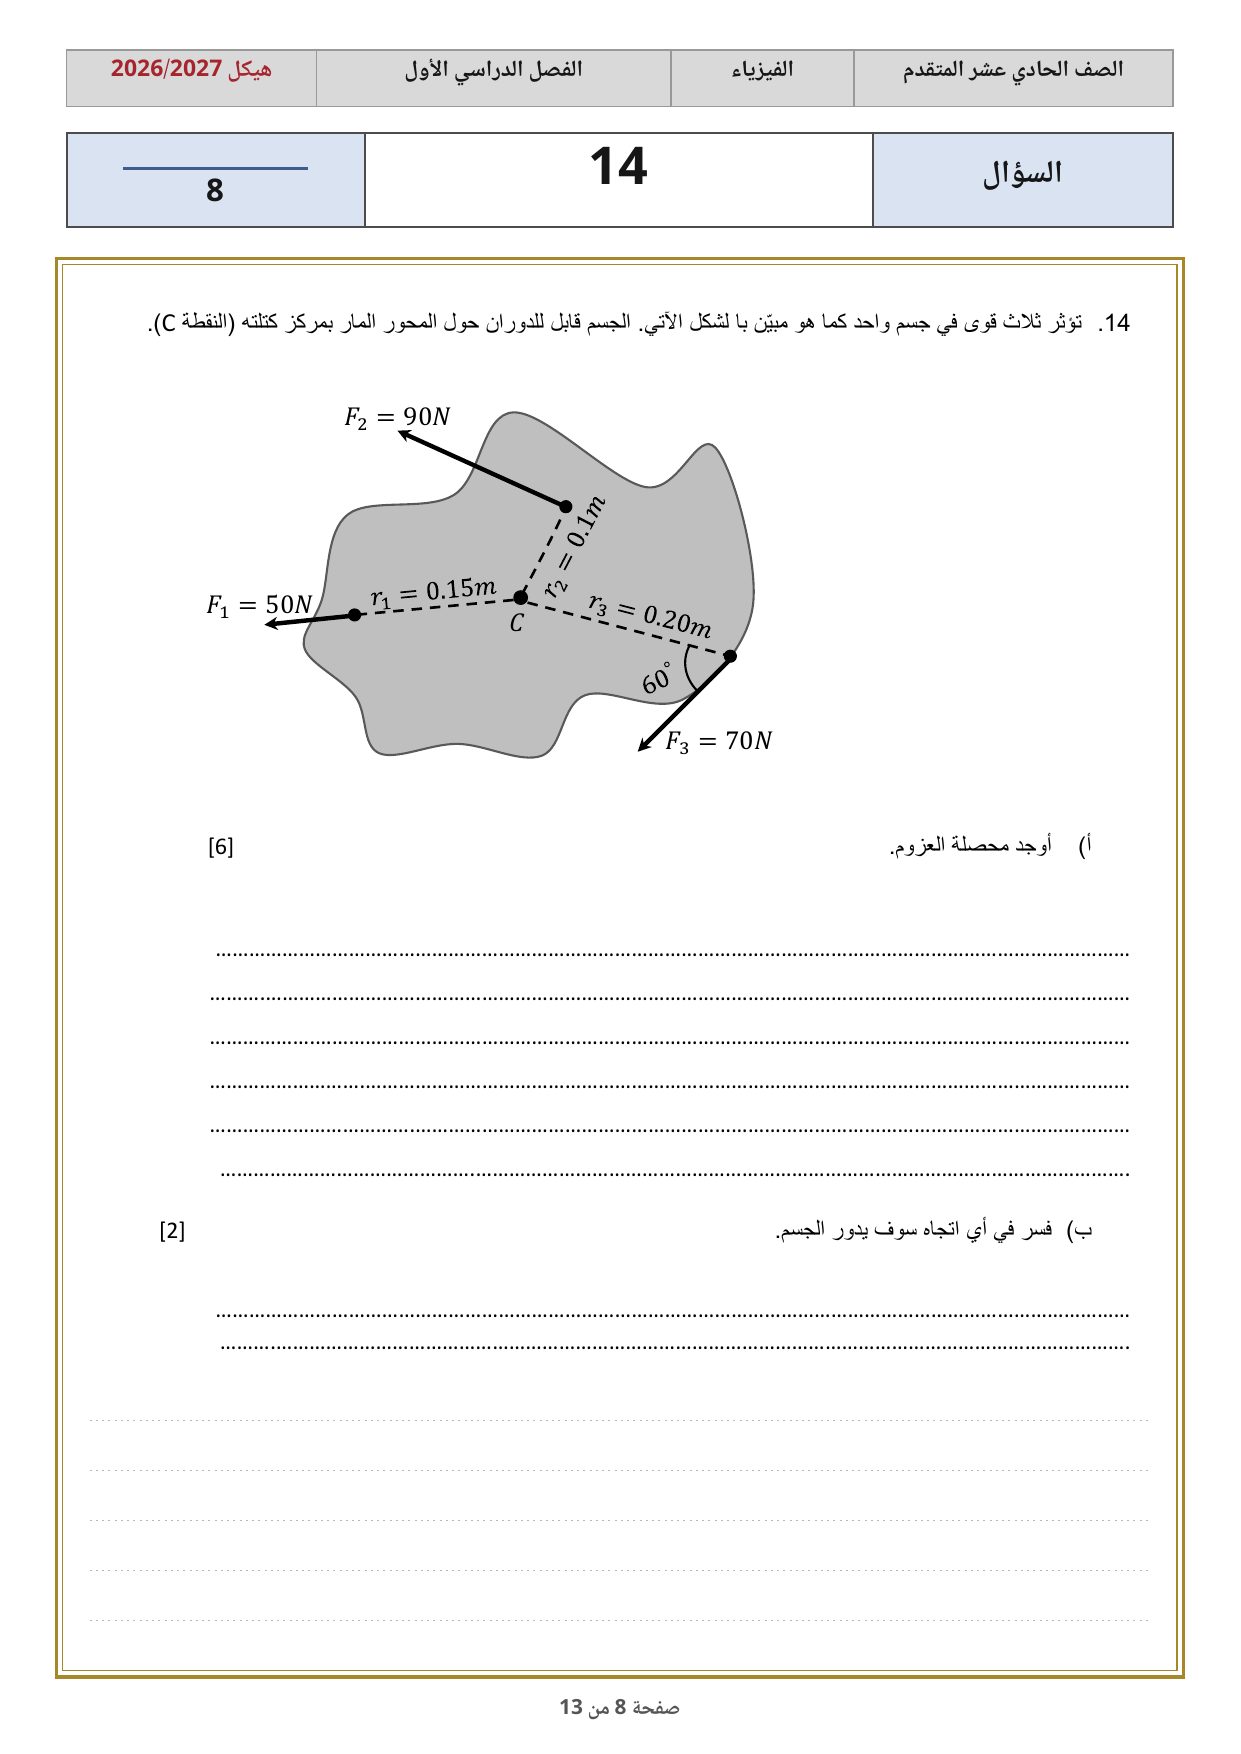 الصف الحادي عشر المتقدم
الفيزياء
الفصل الدراسي الأول
هيكل 2026/2027
السؤال
14
8
14. تؤثر ثلاث قوى في جسم واحد كما هو مبيّن با لشكل الآتي. الجسم قابل للدوران حول المحور المار بمركز كتلته (النقطة C).
F₂ = 90N
r₂ = 0.1m
r₁ = 0.15m
F₁ = 50N
r₃ = 0.20m
C
60°
F₃ = 70N
أ) أوجد محصلة العزوم. [6]
ب) فسر في أي اتجاه سوف يدور الجسم. [2]
صفحة 8 من 13